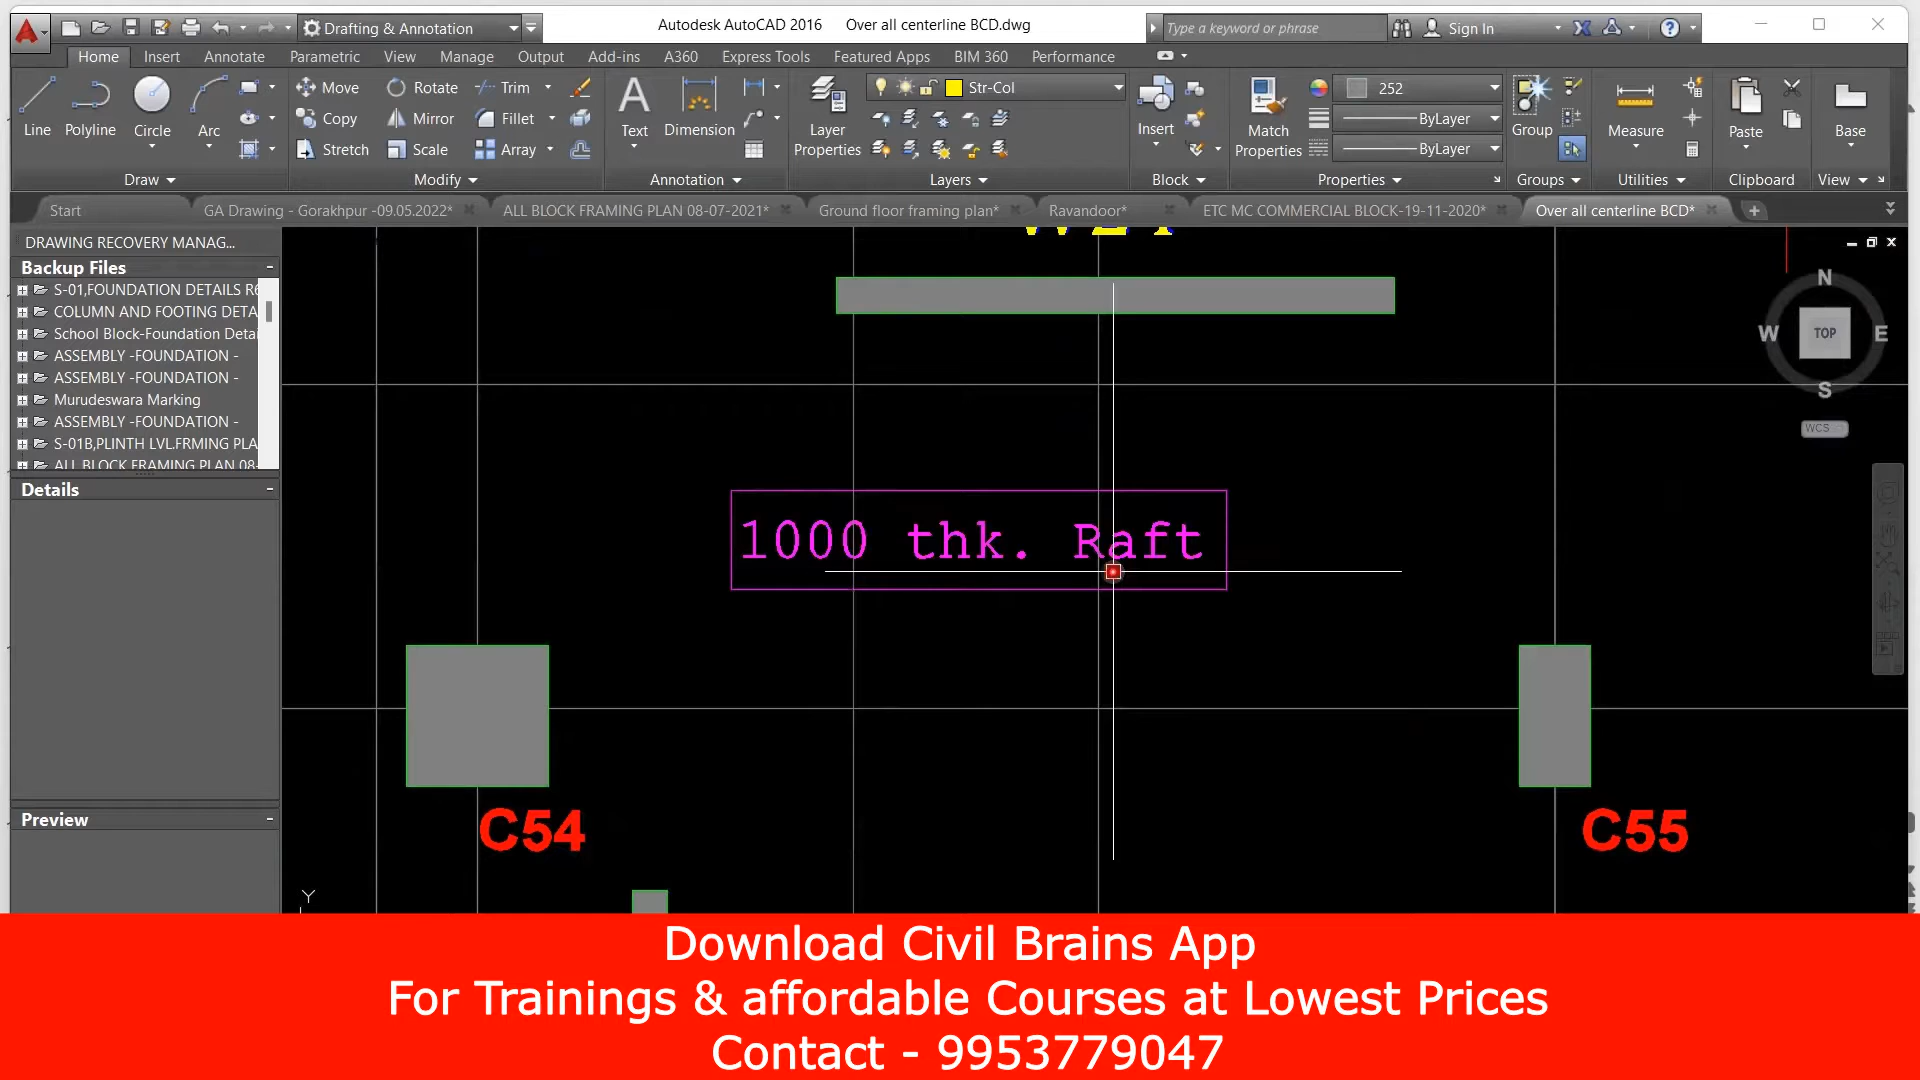 Drafting & Annotation
Autodesk AutoCAD 2016 Over all centerline BCD.dwg
Type a keyword or phrase
Sign In
Home Insert Annotate Parametric View Manage Output Add-ins A360 Express Tools Featured Apps BIM 360 Performance
Line Polyline Circle Arc
Move Rotate Trim
Copy Mirror Fillet
Stretch Scale Array
Text Dimension
Layer Properties
Str-Col
Insert
Match Properties
252
ByLayer
ByLayer
Group
Measure
Paste
Base
Draw Modify Annotation Layers Block Properties Groups Utilities Clipboard View
Start GA Drawing - Gorakhpur -09.05.2022* ALL BLOCK FRAMING PLAN 08-07-2021* Ground floor framing plan* Ravandoor* ETC MC COMMERCIAL BLOCK-19-11-2020* Over all centerline BCD*
DRAWING RECOVERY MANAG...
Backup Files
S-01,FOUNDATION DETAILS R6
COLUMN AND FOOTING DETA
School Block-Foundation Detai
ASSEMBLY -FOUNDATION -
ASSEMBLY -FOUNDATION -
Murudeswara Marking
ASSEMBLY -FOUNDATION -
S-01B,PLINTH LVL.FRMING PLA
ALL BLOCK FRAMING PLAN 08-
Details
Preview
N
W TOP E
S
WCS
1000 thk. Raft
C54
C55
Y
Download Civil Brains App
For Trainings & affordable Courses at Lowest Prices
Contact - 9953779047